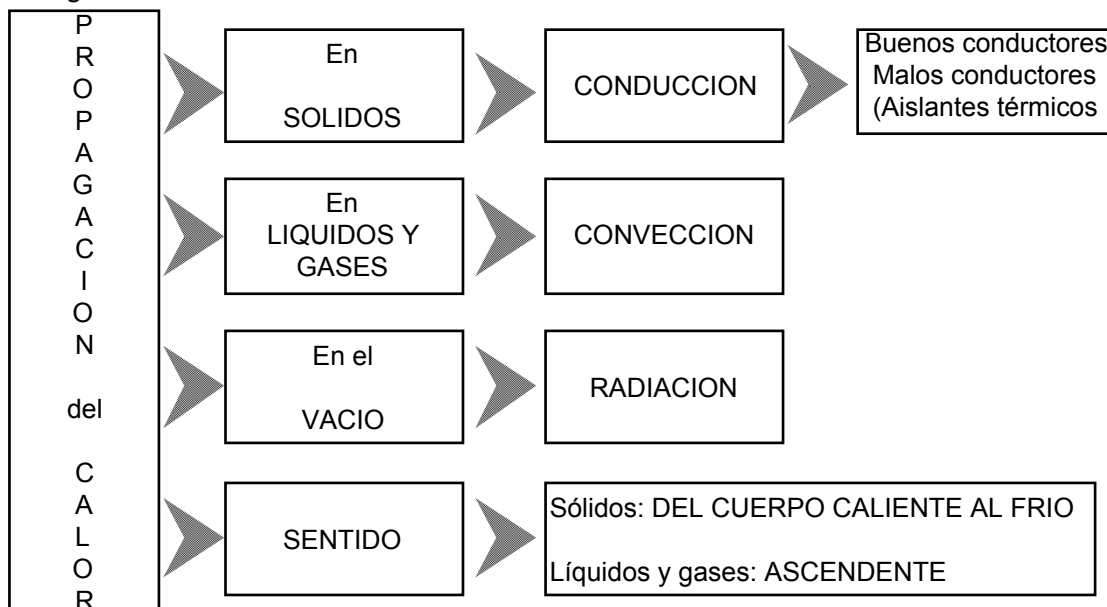 P
R
O
P
A
G
A
C
I
O
N
del
C
A
L
O
R
En
SOLIDOS
CONDUCCION
Buenos conductores
Malos conductores
(Aislantes térmicos
En
LIQUIDOS Y
GASES
CONVECCION
En el
VACIO
RADIACION
SENTIDO
Sólidos: DEL CUERPO CALIENTE AL FRIO
Líquidos y gases: ASCENDENTE